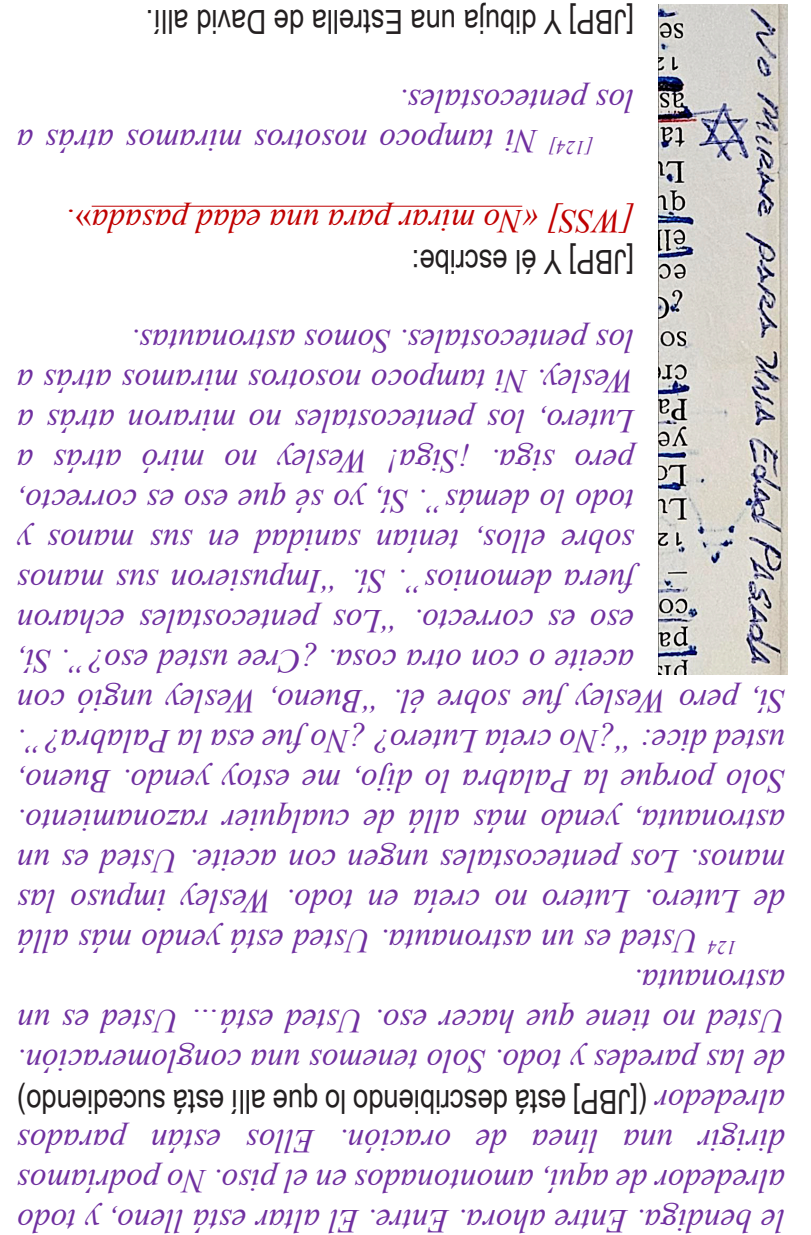 le bendiga. Entre ahora. Entre. El altar está lleno, y todo
alrededor de aquí, amontonados en el piso. No podríamos
dirigir una línea de oración. Ellos están parados
alrededor ([JBP] está describiendo lo que allí está sucediendo)
de las paredes y todo. Solo tenemos una conglomeración.
Usted no tiene que hacer eso. Usted está... Usted es un
astronauta.
124 Usted es un astronauta. Usted está yendo más allá
de Lutero. Lutero no creía en todo. Wesley impuso las
manos. Los pentecostales ungen con aceite. Usted es un
astronauta, yendo más allá de cualquier razonamiento.
Solo porque la Palabra lo dijo, me estoy yendo. Bueno,
usted dice: “¿No creía Lutero? ¿No fue esa la Palabra?”.
Sí, pero Wesley fue sobre él. “Bueno, Wesley ungió con
aceite o con otra cosa. ¿Cree usted eso?”. Sí,
eso es correcto. “Los pentecostales echaron
fuera demonios”. Sí. “Impusieron sus manos
sobre ellos, tenían sanidad en sus manos y
todo lo demás”. Sí, yo sé que eso es correcto,
pero siga. ¡Siga! Wesley no miró atrás a
Lutero, los pentecostales no miraron atrás a
Wesley. Ni tampoco nosotros miramos atrás a
los pentecostales. Somos astronautas.
[JBP] Y él escribe:
[WSS] «No mirar para una edad pasada».
[124] Ni tampoco nosotros miramos atrás a
los pentecostales.
[JBP] Y dibuja una Estrella de David allí.
No MIRAR PARA UNA Edad PASADA